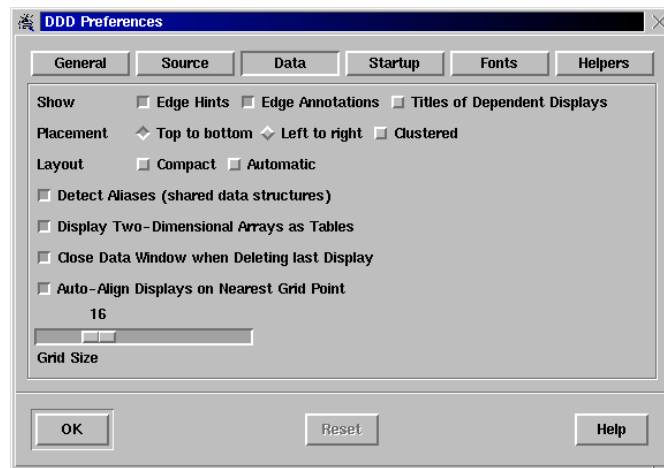 DDD Preferences
General Source Data Startup Fonts Helpers
Show Edge Hints Edge Annotations Titles of Dependent Displays
Placement Top to bottom Left to right Clustered
Layout Compact Automatic
Detect Aliases (shared data structures)
Display Two-Dimensional Arrays as Tables
Close Data Window when Deleting last Display
Auto-Align Displays on Nearest Grid Point
16
Grid Size
OK Reset Help